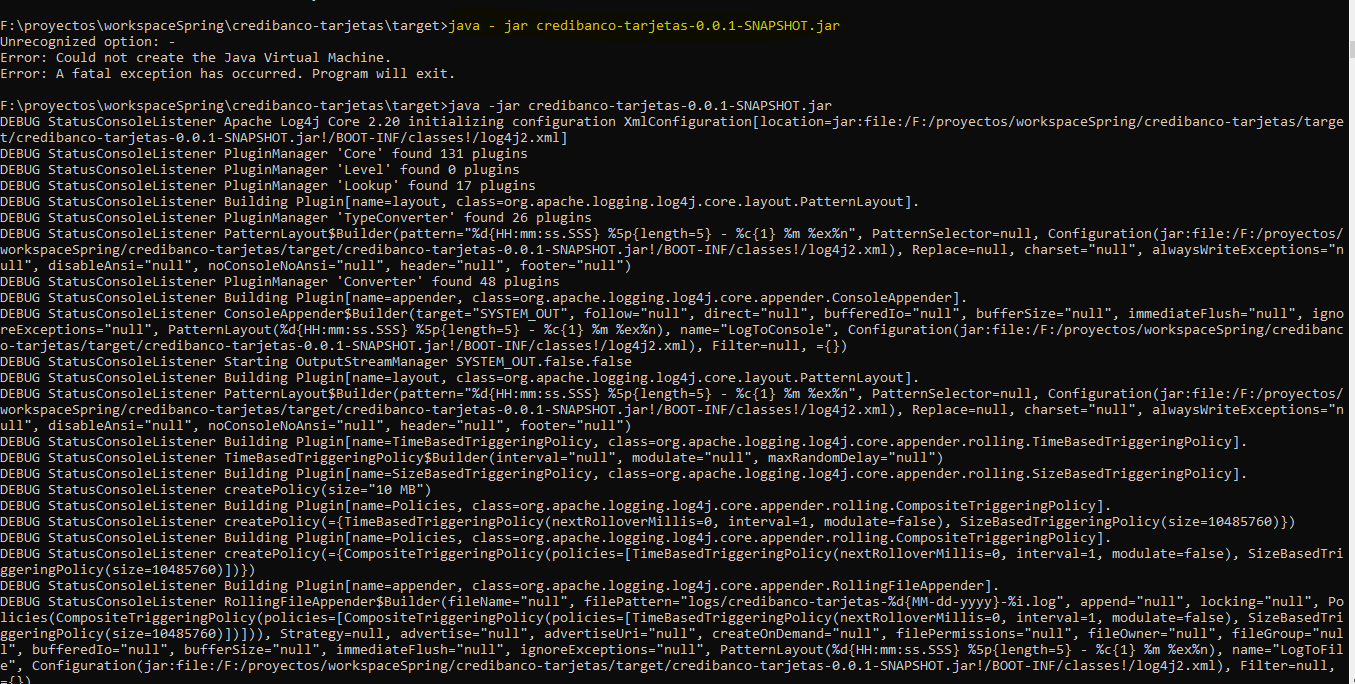 F:\proyectos\workspaceSpring\credibanco-tarjetas\target>java - jar credibanco-tarjetas-0.0.1-SNAPSHOT.jar
Unrecognized option: -
Error: Could not create the Java Virtual Machine.
Error: A fatal exception has occurred. Program will exit.
F:\proyectos\workspaceSpring\credibanco-tarjetas\target>java -jar credibanco-tarjetas-0.0.1-SNAPSHOT.jar
DEBUG StatusConsoleListener Apache Log4j Core 2.20 initializing configuration XmlConfiguration[location=jar:file:/F:/proyectos/workspaceSpring/credibanco-tarjetas/targe
t/credibanco-tarjetas-0.0.1-SNAPSHOT.jar!/BOOT-INF/classes!/log4j2.xml]
DEBUG StatusConsoleListener PluginManager 'Core' found 131 plugins
DEBUG StatusConsoleListener PluginManager 'Level' found 0 plugins
DEBUG StatusConsoleListener PluginManager 'Lookup' found 17 plugins
DEBUG StatusConsoleListener Building Plugin[name=layout, class=org.apache.logging.log4j.core.layout.PatternLayout].
DEBUG StatusConsoleListener PluginManager 'TypeConverter' found 26 plugins
DEBUG StatusConsoleListener PatternLayout$Builder(pattern="%d{HH:mm:ss.SSS} %5p{length=5} - %c{1} %m %ex%n", PatternSelector=null, Configuration(jar:file:/F:/proyectos/
workspaceSpring/credibanco-tarjetas/target/credibanco-tarjetas-0.0.1-SNAPSHOT.jar!/BOOT-INF/classes!/log4j2.xml), Replace=null, charset="null", alwaysWriteExceptions="n
ull", disableAnsi="null", noConsoleNoAnsi="null", header="null", footer="null")
DEBUG StatusConsoleListener PluginManager 'Converter' found 48 plugins
DEBUG StatusConsoleListener Building Plugin[name=appender, class=org.apache.logging.log4j.core.appender.ConsoleAppender].
DEBUG StatusConsoleListener ConsoleAppender$Builder(target="SYSTEM_OUT", follow="null", direct="null", bufferedIo="null", bufferSize="null", immediateFlush="null", igno
reExceptions="null", PatternLayout(%d{HH:mm:ss.SSS} %5p{length=5} - %c{1} %m %ex%n), name="LogToConsole", Configuration(jar:file:/F:/proyectos/workspaceSpring/credibanc
o-tarjetas/target/credibanco-tarjetas-0.0.1-SNAPSHOT.jar!/BOOT-INF/classes!/log4j2.xml), Filter=null, ={})
DEBUG StatusConsoleListener Starting OutputStreamManager SYSTEM_OUT.false.false
DEBUG StatusConsoleListener Building Plugin[name=layout, class=org.apache.logging.log4j.core.layout.PatternLayout].
DEBUG StatusConsoleListener PatternLayout$Builder(pattern="%d{HH:mm:ss.SSS} %5p{length=5} - %c{1} %m %ex%n", PatternSelector=null, Configuration(jar:file:/F:/proyectos/
workspaceSpring/credibanco-tarjetas/target/credibanco-tarjetas-0.0.1-SNAPSHOT.jar!/BOOT-INF/classes!/log4j2.xml), Replace=null, charset="null", alwaysWriteExceptions="n
ull", disableAnsi="null", noConsoleNoAnsi="null", header="null", footer="null")
DEBUG StatusConsoleListener Building Plugin[name=TimeBasedTriggeringPolicy, class=org.apache.logging.log4j.core.appender.rolling.TimeBasedTriggeringPolicy].
DEBUG StatusConsoleListener TimeBasedTriggeringPolicy$Builder(interval="null", modulate="null", maxRandomDelay="null")
DEBUG StatusConsoleListener Building Plugin[name=SizeBasedTriggeringPolicy, class=org.apache.logging.log4j.core.appender.rolling.SizeBasedTriggeringPolicy].
DEBUG StatusConsoleListener createPolicy(size="10 MB")
DEBUG StatusConsoleListener Building Plugin[name=Policies, class=org.apache.logging.log4j.core.appender.rolling.CompositeTriggeringPolicy].
DEBUG StatusConsoleListener createPolicy(={TimeBasedTriggeringPolicy(nextRolloverMillis=0, interval=1, modulate=false), SizeBasedTriggeringPolicy(size=10485760)})
DEBUG StatusConsoleListener Building Plugin[name=Policies, class=org.apache.logging.log4j.core.appender.rolling.CompositeTriggeringPolicy].
DEBUG StatusConsoleListener createPolicy(={CompositeTriggeringPolicy(policies=[TimeBasedTriggeringPolicy(nextRolloverMillis=0, interval=1, modulate=false), SizeBasedTri
ggeringPolicy(size=10485760)])})
DEBUG StatusConsoleListener Building Plugin[name=appender, class=org.apache.logging.log4j.core.appender.RollingFileAppender].
DEBUG StatusConsoleListener RollingFileAppender$Builder(fileName="null", filePattern="logs/credibanco-tarjetas-%d{MM-dd-yyyy}-%i.log", append="null", locking="null", Po
licies(CompositeTriggeringPolicy(policies=[CompositeTriggeringPolicy(policies=[TimeBasedTriggeringPolicy(nextRolloverMillis=0, interval=1, modulate=false), SizeBasedTri
ggeringPolicy(size=10485760)])])), Strategy=null, advertise="null", advertiseUri="null", createOnDemand="null", filePermissions="null", fileOwner="null", fileGroup="nul
l", bufferedIo="null", bufferSize="null", immediateFlush="null", ignoreExceptions="null", PatternLayout(%d{HH:mm:ss.SSS} %5p{length=5} - %c{1} %m %ex%n), name="LogToFil
e", Configuration(jar:file:/F:/proyectos/workspaceSpring/credibanco-tarjetas/target/credibanco-tarjetas-0.0.1-SNAPSHOT.jar!/BOOT-INF/classes!/log4j2.xml), Filter=null,
={})